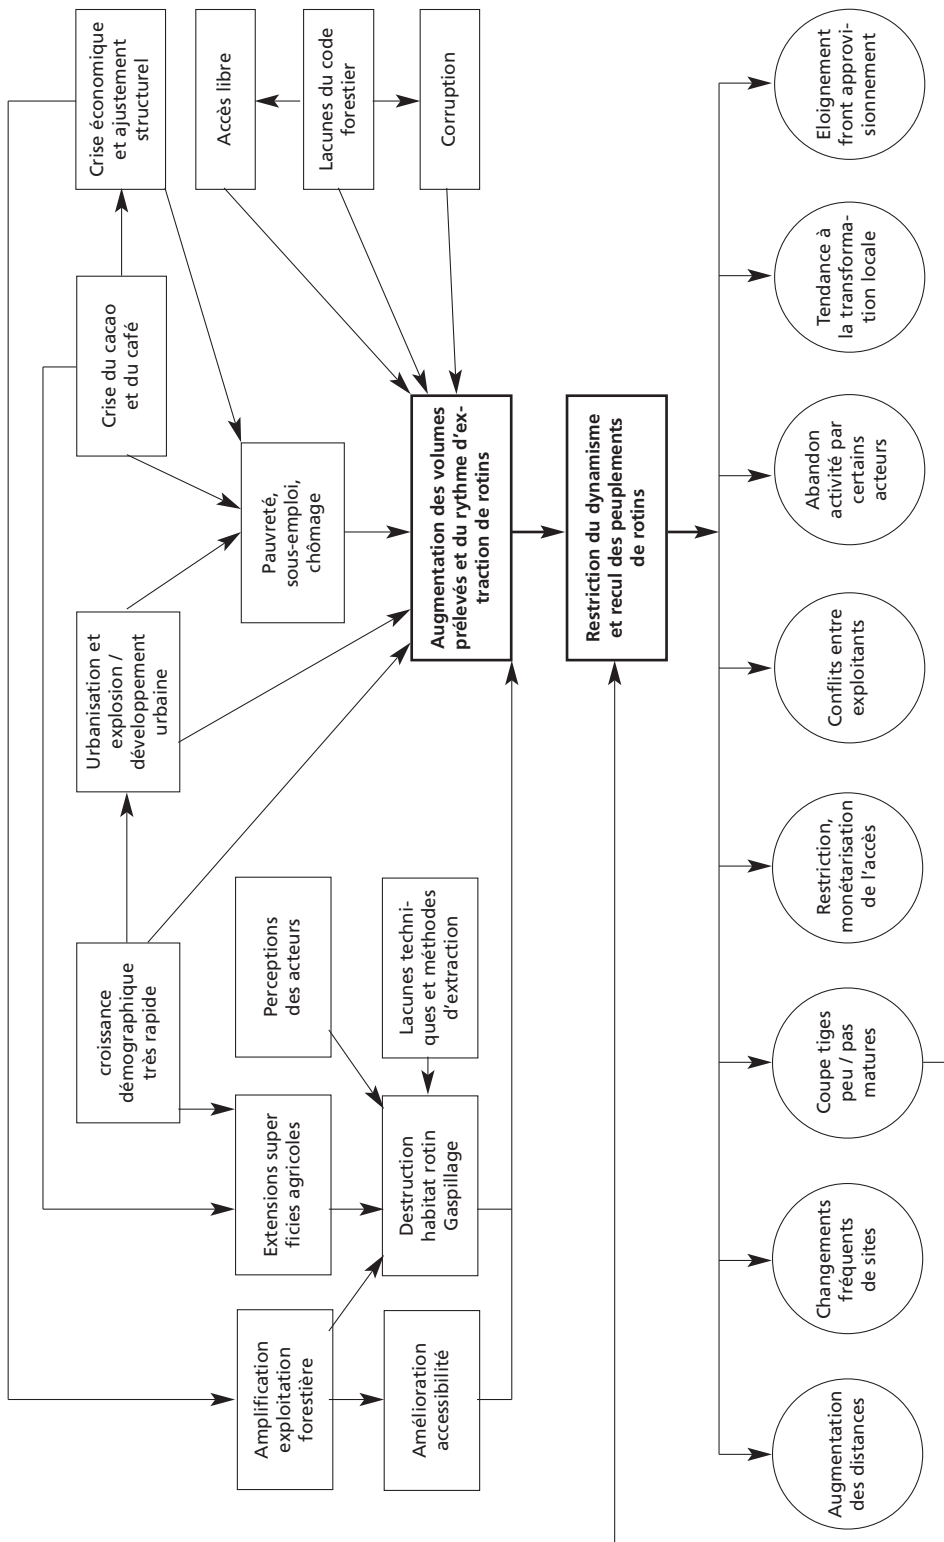 croissance
démographique
très rapide
Urbanisation et
explosion /
développement
urbaine
Crise du cacao
et du café
Crise économique
et ajustement
structurel
Accès libre
Amplification
exploitation
forestière
Extensions super
ficies agricoles
Perceptions
des acteurs
Pauvreté,
sous-emploi,
chômage
Lacunes du code
forestier
Amélioration
accessibilité
Destruction
habitat rotin
Gaspillage
Lacunes techni-
ques et méthodes
d'extraction
Augmentation des volumes
prélevés et du rythme d'ex-
traction de rotins
Corruption
Restriction du dynamisme
et recul des peuplements
de rotins
Augmentation
des distances
Changements
fréquents
de sites
Coupe tiges
peu / pas
matures
Restriction,
monétarisation
de l'accès
Conflits entre
exploitants
Abandon
activité par
certains
acteurs
Tendance à
la transforma-
tion locale
Eloignement
front approvi-
sionnement